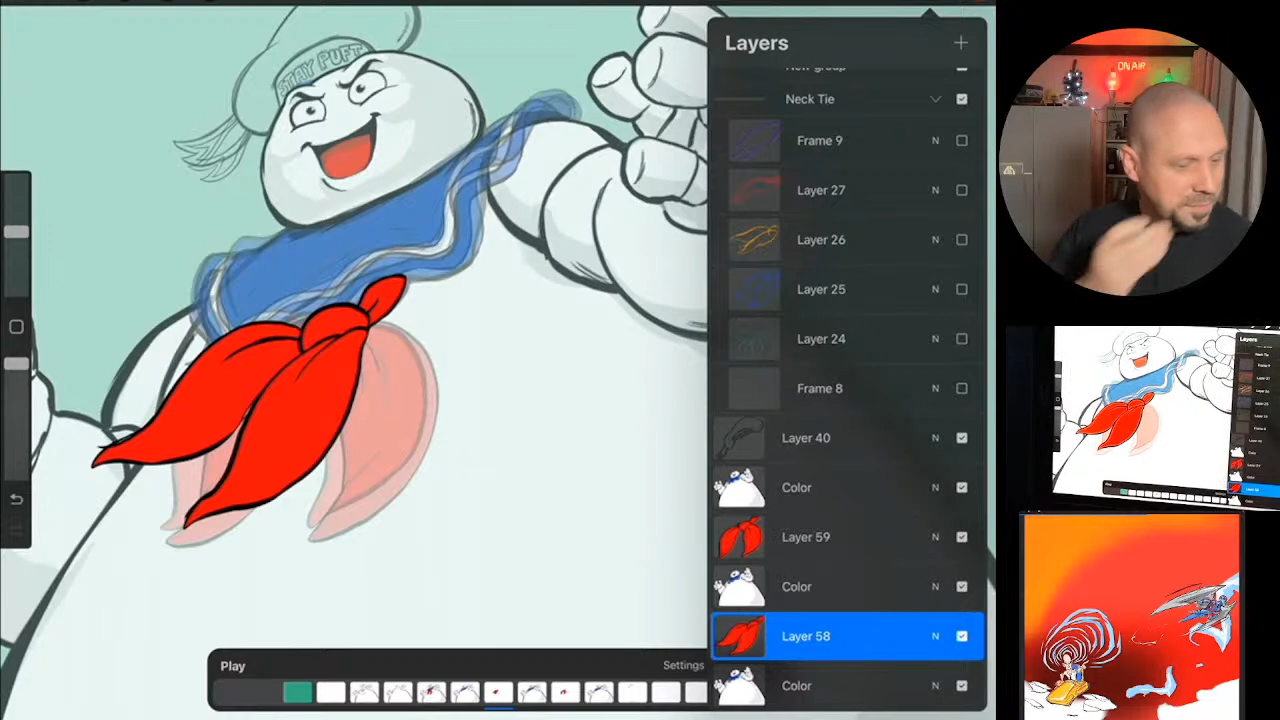 Layers
New group
Neck Tie
Frame 9 N
Layer 27 N
Layer 26 N
Layer 25 N
Layer 24 N
Frame 8 N
Layer 40 N
Color N
Layer 59 N
Color N
Layer 58 N
Color N
STAY PUFT
Play
Settings
ON AIR
Layers